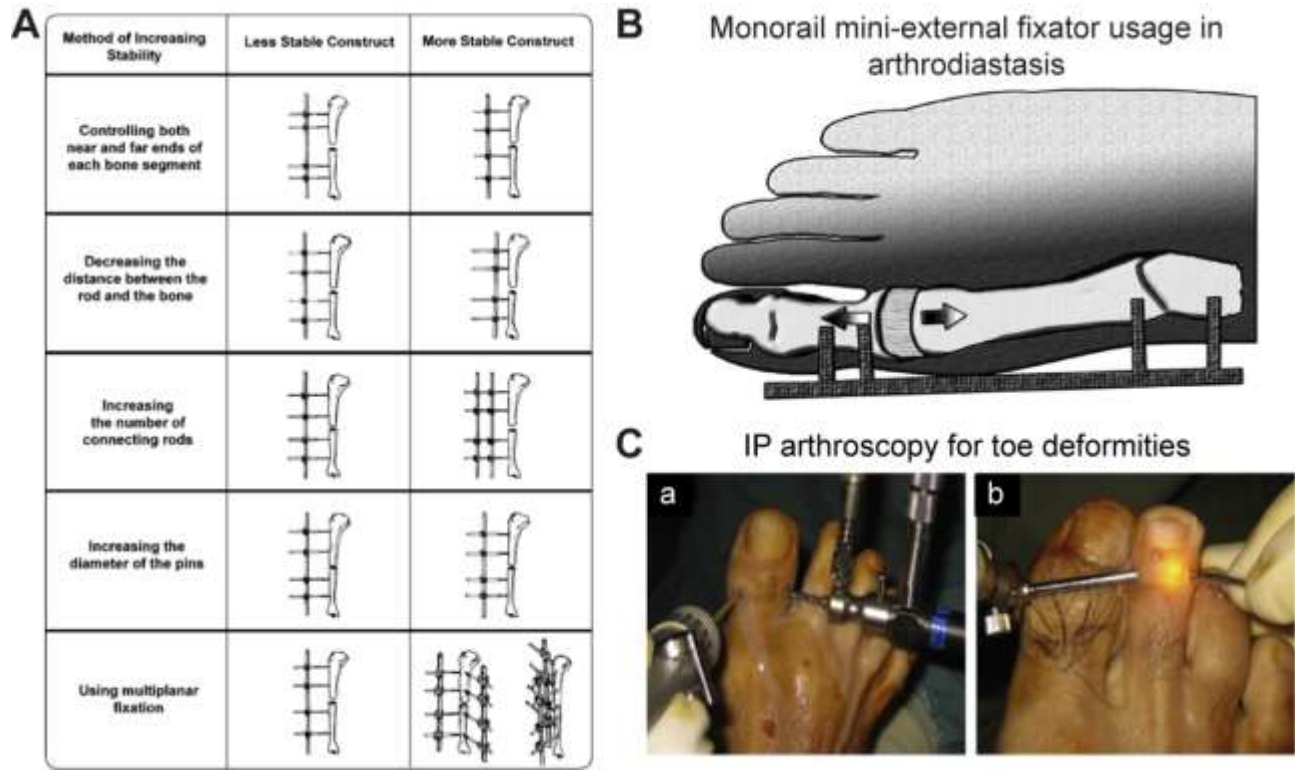 A
Method of Increasing
Stability
Less Stable Construct
More Stable Construct
Controlling both
near and far ends of
each bone segment
Decreasing the
distance between the
rod and the bone
Increasing
the number of
connecting rods
Increasing the
diameter of the pins
Using multiplanar
fixation
B
Monorail mini-external fixator usage in
arthrodiastasis
C
IP arthroscopy for toe deformities
a
b